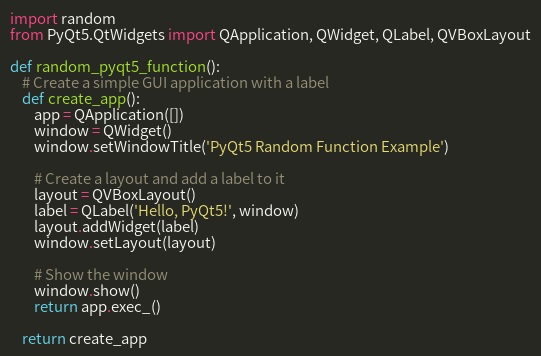 import random
from PyQt5.QtWidgets import QApplication, QWidget, QLabel, QVBoxLayout

def random_pyqt5_function():
    # Create a simple GUI application with a label
    def create_app():
        app = QApplication([])
        window = QWidget()
        window.setWindowTitle('PyQt5 Random Function Example')

        # Create a layout and add a label to it
        layout = QVBoxLayout()
        label = QLabel('Hello, PyQt5!', window)
        layout.addWidget(label)
        window.setLayout(layout)

        # Show the window
        window.show()
        return app.exec_()

    return create_app